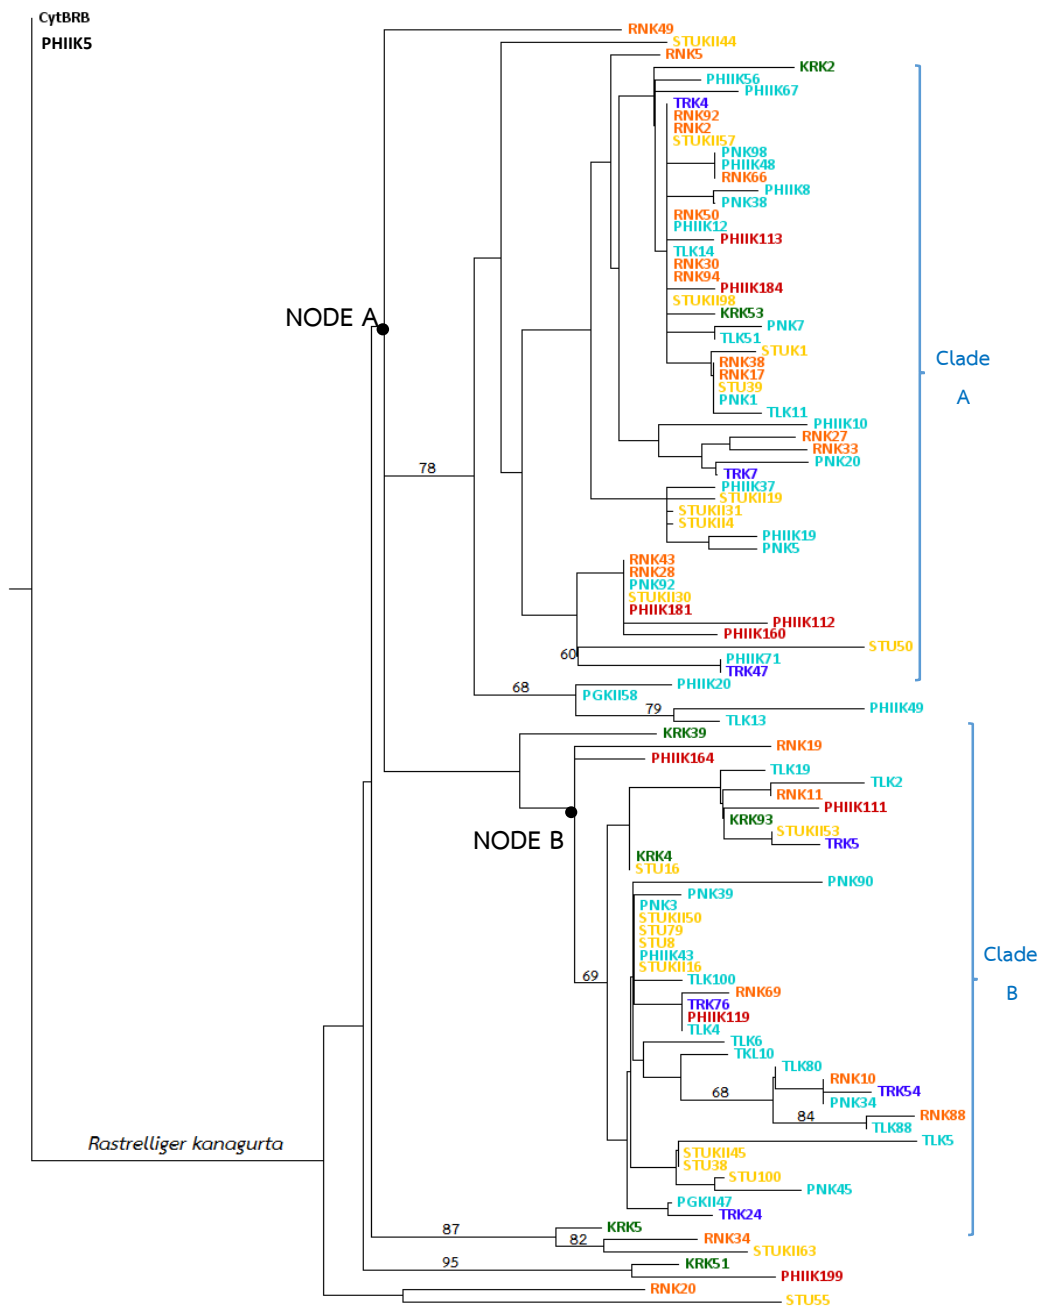 CytBRB
PHIIK5
RNK49
STUKII44
RNK5
KRK2
PHIIK56
PHIIK67
TRK4
RNK92
RNK2
STUKII57
PNK98
PHIIK48
RNK66
PHIIK8
PNK38
RNK50
PHIIK12
PHIIK113
TLK14
RNK30
RNK94
PHIIK184
STUKII98
KRK53
NODE A
PNK7
TLK51
STUK1
Clade
A
RNK38
RNK17
STU39
PNK1
TLK11
PHIIK10
RNK27
RNK33
PNK20
78
TRK7
PHIIK37
STUKII19
STUKII31
STUKII4
PHIIK19
PNK5
RNK43
RNK28
PNK92
STUKII30
PHIIK181
PHIIK112
PHIIK160
STU50
60
PHIIK71
TRK47
PHIIK20
68
PGKII58
PHIIK49
79
TLK13
KRK39
RNK19
PHIIK164
TLK19
TLK2
RNK11
PHIIK111
KRK93
STUKII53
NODE B
TRK5
KRK4
STU16
PNK90
PNK39
PNK3
STUKII50
STU79
STU8
PHIIK43
Clade
B
STUKII16
69
TLK100
RNK69
TRK76
PHIIK119
TLK4
TLK6
TKL10
TLK80
RNK10
TRK54
68
PNK34
RNK88
84
TLK88
TLK5
Rastrelliger kanagurta
STUKII45
STU38
STU100
PNK45
PGKII47
TRK24
KRK5
87
82
RNK34
STUKII63
95
KRK51
PHIIK199
RNK20
STU55